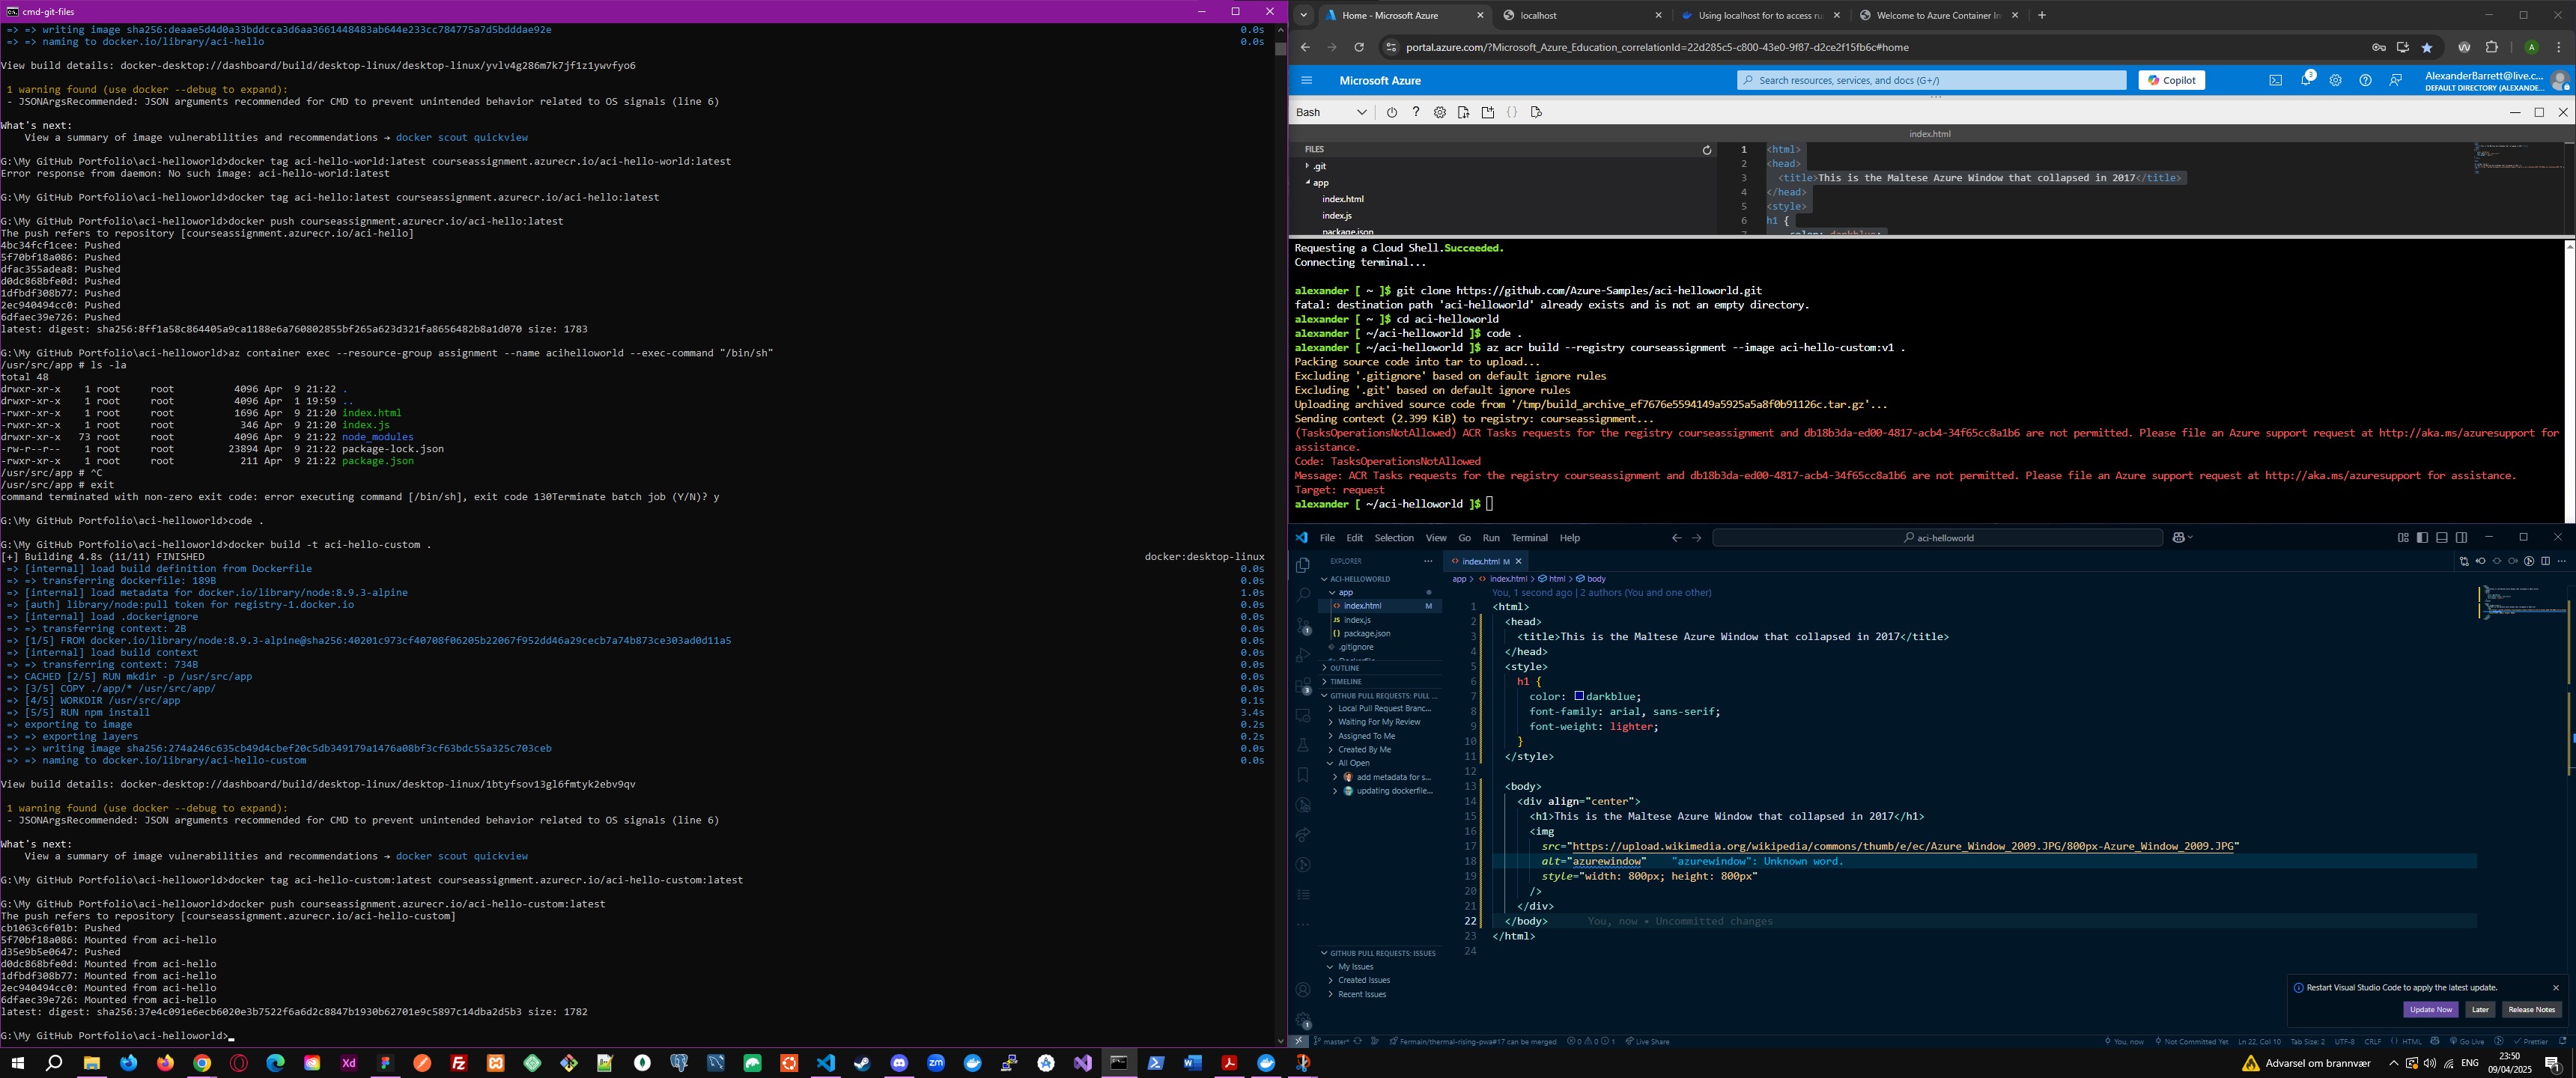 cmd-git-files
=> => writing image sha256:deaae5d4d0a33bddcca3d6aa3661448483ab644e233cc784775a7d5bdddae92e 0.0s
=> => naming to docker.io/library/aci-hello 0.0s
View build details: docker-desktop://dashboard/build/desktop-linux/desktop-linux/yvlv4g286m7k7jf1z1ywvfyo6
1 warning found (use docker --debug to expand):
- JSONArgsRecommended: JSON arguments recommended for CMD to prevent unintended behavior related to OS signals (line 6)
What's next:
View a summary of image vulnerabilities and recommendations → docker scout quickview
G:\My GitHub Portfolio\aci-helloworld>docker tag aci-hello-world:latest courseassignment.azurecr.io/aci-hello-world:latest
Error response from daemon: No such image: aci-hello-world:latest
G:\My GitHub Portfolio\aci-helloworld>docker tag aci-hello:latest courseassignment.azurecr.io/aci-hello:latest
G:\My GitHub Portfolio\aci-helloworld>docker push courseassignment.azurecr.io/aci-hello:latest
The push refers to repository [courseassignment.azurecr.io/aci-hello]
4bc34fcf1cee: Pushed
5f70bf18a086: Pushed
dfac355adea8: Pushed
d0dc868bfe0d: Pushed
1dfbdf308b77: Pushed
2ec940494cc0: Pushed
6dfaec39e726: Pushed
latest: digest: sha256:8ff1a58c864405a9ca1188e6a760802855bf265a623d321fa8656482b8a1d070 size: 1783
G:\My GitHub Portfolio\aci-helloworld>az container exec --resource-group assignment --name acihelloworld --exec-command "/bin/sh"
/usr/src/app # ls -la
total 48
drwxr-xr-x 1 root root 4096 Apr 9 21:22 .
drwxr-xr-x 1 root root 4096 Apr 1 19:59 ..
-rwxr-xr-x 1 root root 1696 Apr 9 21:20 index.html
-rwxr-xr-x 1 root root 346 Apr 9 21:20 index.js
drwxr-xr-x 73 root root 4096 Apr 9 21:22 node_modules
-rw-r--r-- 1 root root 23894 Apr 9 21:22 package-lock.json
-rwxr-xr-x 1 root root 211 Apr 9 21:22 package.json
/usr/src/app # ^C
/usr/src/app # exit
command terminated with non-zero exit code: error executing command [/bin/sh], exit code 130Terminate batch job (Y/N)? y
G:\My GitHub Portfolio\aci-helloworld>code .
G:\My GitHub Portfolio\aci-helloworld>docker build -t aci-hello-custom .
[+] Building 4.8s (11/11) FINISHED docker:desktop-linux
=> [internal] load build definition from Dockerfile 0.0s
=> => transferring dockerfile: 189B 0.0s
=> [internal] load metadata for docker.io/library/node:8.9.3-alpine 1.0s
=> [auth] library/node:pull token for registry-1.docker.io 0.0s
=> [internal] load .dockerignore 0.0s
=> => transferring context: 2B 0.0s
=> [1/5] FROM docker.io/library/node:8.9.3-alpine@sha256:40201c973cf40708f06205b22067f952dd46a29cecb7a74b873ce303ad0d11a5 0.0s
=> [internal] load build context 0.0s
=> => transferring context: 734B 0.0s
=> CACHED [2/5] RUN mkdir -p /usr/src/app 0.0s
=> [3/5] COPY ./app/* /usr/src/app/ 0.0s
=> [4/5] WORKDIR /usr/src/app 0.1s
=> [5/5] RUN npm install 3.4s
=> exporting to image 0.2s
=> => exporting layers 0.2s
=> => writing image sha256:274a246c635cb49d4cbef20c5db349179a1476a08bf3cf63bdc55a325c703ceb 0.0s
=> => naming to docker.io/library/aci-hello-custom 0.0s
View build details: docker-desktop://dashboard/build/desktop-linux/desktop-linux/1btyfsov13gl6fmtyk2ebv9qv
1 warning found (use docker --debug to expand):
- JSONArgsRecommended: JSON arguments recommended for CMD to prevent unintended behavior related to OS signals (line 6)
What's next:
View a summary of image vulnerabilities and recommendations → docker scout quickview
G:\My GitHub Portfolio\aci-helloworld>docker tag aci-hello-custom:latest courseassignment.azurecr.io/aci-hello-custom:latest
G:\My GitHub Portfolio\aci-helloworld>docker push courseassignment.azurecr.io/aci-hello-custom:latest
The push refers to repository [courseassignment.azurecr.io/aci-hello-custom]
cb1063c6f01b: Pushed
5f70bf18a086: Mounted from aci-hello
d35e9b5e0647: Pushed
d0dc868bfe0d: Mounted from aci-hello
1dfbdf308b77: Mounted from aci-hello
2ec940494cc0: Mounted from aci-hello
6dfaec39e726: Mounted from aci-hello
latest: digest: sha256:37e4c091e6ecb6020e3b7522f6a6d2c8847b1930b62701e9c5897c14dba2d5b3 size: 1782
G:\My GitHub Portfolio\aci-helloworld>
Home - Microsoft Azure
localhost
Using localhost for to access ru
Welcome to Azure Container In
portal.azure.com/?Microsoft_Azure_Education_correlationId=22d285c5-c800-43e0-9f87-d2ce2f15fb6c#home
Microsoft Azure
Search resources, services, and docs (G+/)
Copilot
3
AlexanderBarrett@live.c...
DEFAULT DIRECTORY (ALEXANDE...
Bash
index.html
FILES
.git
app
index.html
index.js
package.json
1 <html>
2 <head>
3 <title>This is the Maltese Azure Window that collapsed in 2017</title>
4 </head>
5 <style>
6 h1 {
7 color: darkblue;
Requesting a Cloud Shell.Succeeded.
Connecting terminal...
alexander [ ~ ]$ git clone https://github.com/Azure-Samples/aci-helloworld.git
fatal: destination path 'aci-helloworld' already exists and is not an empty directory.
alexander [ ~ ]$ cd aci-helloworld
alexander [ ~/aci-helloworld ]$ code .
alexander [ ~/aci-helloworld ]$ az acr build --registry courseassignment --image aci-hello-custom:v1 .
Packing source code into tar to upload...
Excluding '.gitignore' based on default ignore rules
Excluding '.git' based on default ignore rules
Uploading archived source code from '/tmp/build_archive_ef7676e5594149a5925a5a8f0b91126c.tar.gz'...
Sending context (2.399 KiB) to registry: courseassignment...
(TasksOperationsNotAllowed) ACR Tasks requests for the registry courseassignment and db18b3da-ed00-4817-acb4-34f65cc8a1b6 are not permitted. Please file an Azure support request at http://aka.ms/azuresupport for
assistance.
Code: TasksOperationsNotAllowed
Message: ACR Tasks requests for the registry courseassignment and db18b3da-ed00-4817-acb4-34f65cc8a1b6 are not permitted. Please file an Azure support request at http://aka.ms/azuresupport for assistance.
Target: request
alexander [ ~/aci-helloworld ]$
File Edit Selection View Go Run Terminal Help
aci-helloworld
EXPLORER
ACI-HELLOWORLD
app
index.html M
index.js
package.json
.gitignore
OUTLINE
TIMELINE
GITHUB PULL REQUESTS: PULL ...
Local Pull Request Branc...
Waiting For My Review
Assigned To Me
Created By Me
All Open
add metadata for s...
updating dockerfile...
GITHUB PULL REQUESTS: ISSUES
My Issues
Created Issues
Recent Issues
index.html M
app > index.html > html > body
You, 1 second ago | 2 authors (You and one other)
1 <html>
2 <head>
3 <title>This is the Maltese Azure Window that collapsed in 2017</title>
4 </head>
5 <style>
6 h1 {
7 color: darkblue;
8 font-family: arial, sans-serif;
9 font-weight: lighter;
10 }
11 </style>
12
13 <body>
14 <div align="center">
15 <h1>This is the Maltese Azure Window that collapsed in 2017</h1>
16 <img
17 src="https://upload.wikimedia.org/wikipedia/commons/thumb/e/ec/Azure_Window_2009.JPG/800px-Azure_Window_2009.JPG"
18 alt="azurewindow" "azurewindow": Unknown word.
19 style="width: 800px; height: 800px"
20 />
21 </div>
22 </body> You, now • Uncommitted changes
23 </html>
24
Restart Visual Studio Code to apply the latest update.
Update Now
Later
Release Notes
master*
Fermain/thermal-rising-pwa#17 can be merged
0 0 1
Live Share
You, now
Not Committed Yet
Ln 22, Col 10
Tab Size: 2
UTF-8
CRLF
HTML
Go Live
Prettier
Advarsel om brannvær
ENG
23:50
09/04/2025